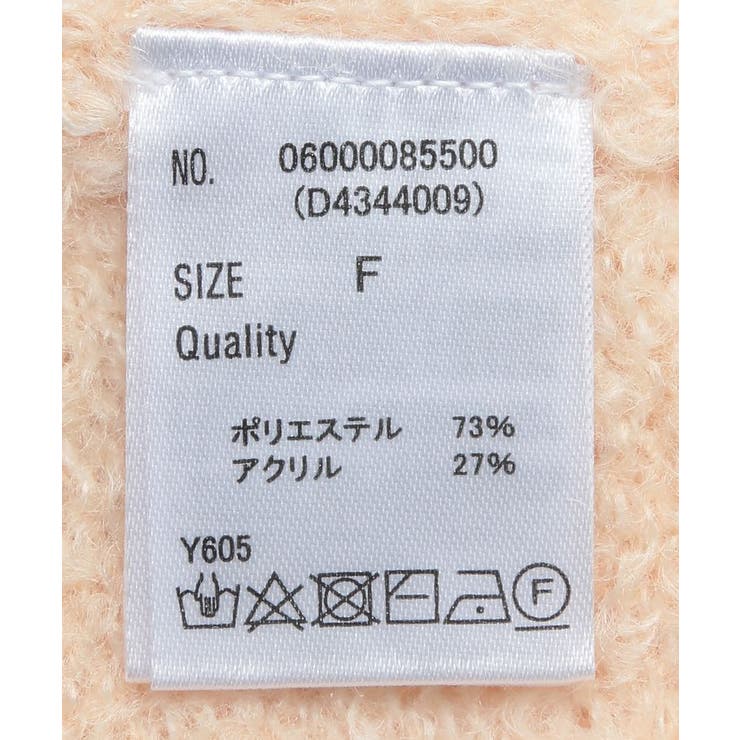 NO. 06000085500
(D4344009)
SIZE F
Quality
ポリエステル 73%
アクリル 27%
Y605
F